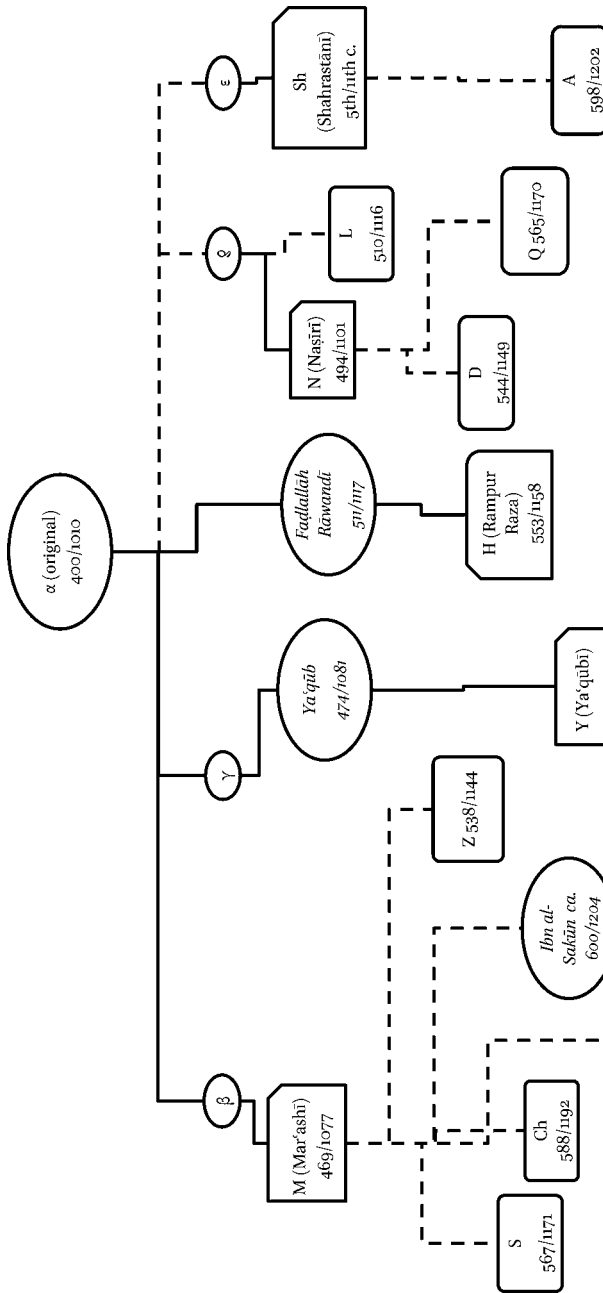 α (original)
400/1010
β
γ
δ
ε
M (Marʿashī)
469/1077
Yaʿqūb
474/1081
Faḍlallāh
Rāwandī
511/1117
N (Naṣīrī)
494/1101
L
510/1116
Sh
(Shahrastānī)
5th/11th c.
Z 538/1144
H (Rampur
Raza)
553/1158
D
544/1149
Q 565/1170
S
567/1171
Ch
588/1192
Ibn al-
Sakūn ca.
600/1204
Y (Yaʿqūbī)
A
598/1202